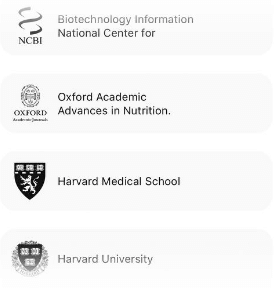 Biotechnology Information
National Center for
NCBI
Oxford Academic
Advances in Nutrition.
OXFORD
Academic Journals
Harvard Medical School
Harvard University